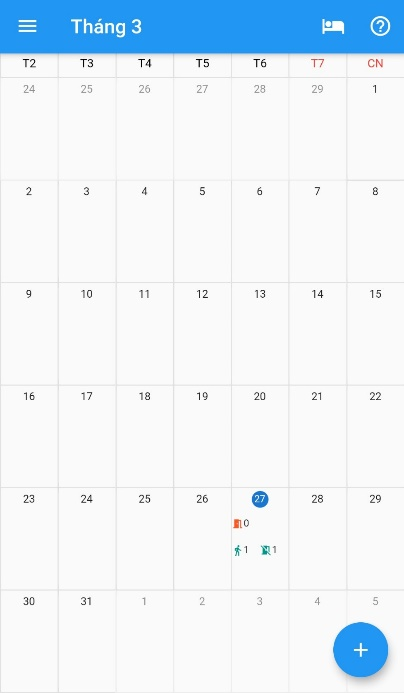 Tháng 3
T2 T3 T4 T5 T6 T7 CN
24 25 26 27 28 29 1
2 3 4 5 6 7 8
9 10 11 12 13 14 15
16 17 18 19 20 21 22
23 24 25 26 27 28 29
0
1 1
30 31 1 2 3 4 5